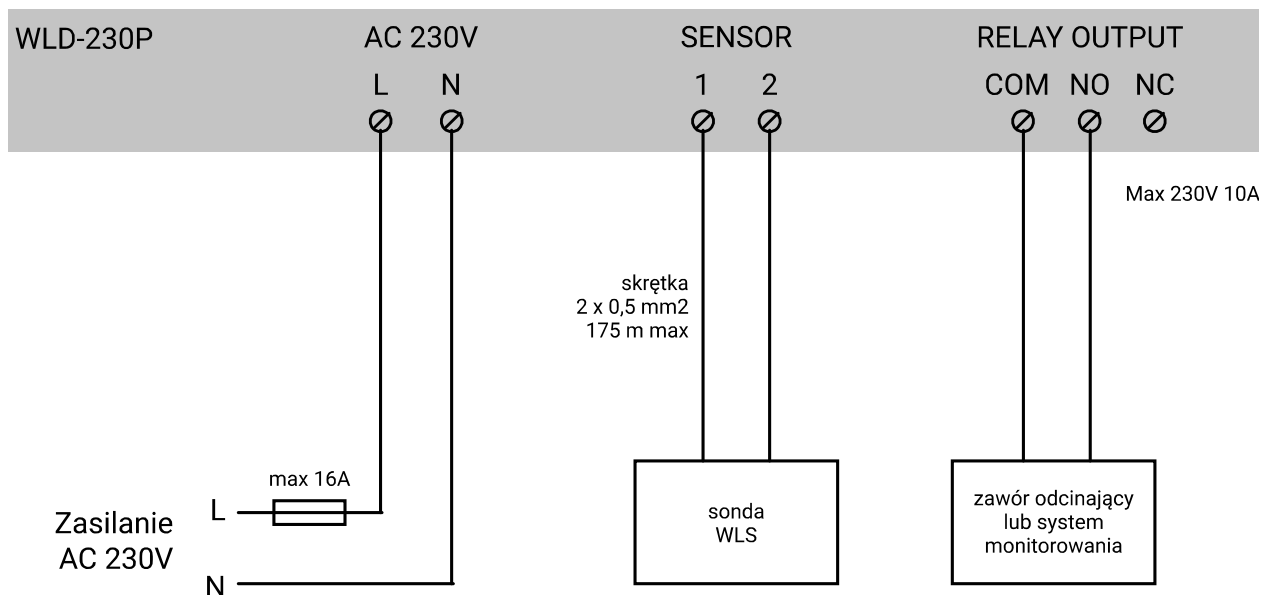 WLD-230P AC 230V SENSOR RELAY OUTPUT
L N 1 2 COM NO NC
Max 230V 10A
skrętka
2 x 0,5 mm2
175 m max
max 16A
L
Zasilanie
AC 230V
N
sonda
WLS
zawór odcinający
lub system
monitorowania